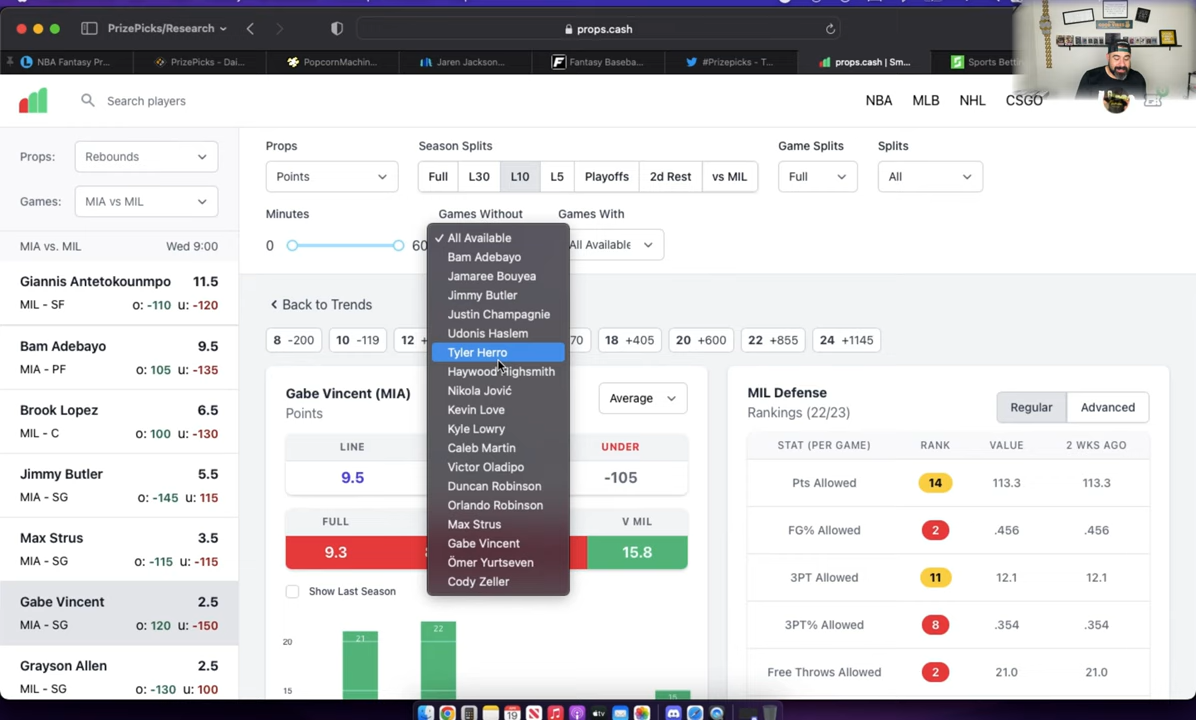 PrizePicks/Research
props.cash
NBA Fantasy Pr...
PrizePicks - Dai...
PopcornMachin...
Jaren Jackson...
Fantasy Baseba...
#Prizepicks - T...
props.cash | Sm...
Sports Bett
Search players
NBA MLB NHL CSGO
Props: Rebounds
Games: MIA vs MIL
Props
Points
Season Splits
Full L30 L10 L5 Playoffs 2d Rest vs MIL
Game Splits
Full
Splits
All
Minutes
0 60
Games Without
Games With
All Available
✓ All Available
Bam Adebayo
Jamaree Bouyea
Jimmy Butler
Justin Champagnie
Udonis Haslem
Tyler Herro
Haywood Highsmith
Nikola Jović
Kevin Love
Kyle Lowry
Caleb Martin
Victor Oladipo
Duncan Robinson
Orlando Robinson
Max Strus
Gabe Vincent
Ömer Yurtseven
Cody Zeller
MIA vs. MIL Wed 9:00
Giannis Antetokounmpo 11.5
MIL - SF o: -110 u: -120
Bam Adebayo 9.5
MIA - PF o: 105 u: -135
Brook Lopez 6.5
MIL - C o: 100 u: -130
Jimmy Butler 5.5
MIA - SG o: -145 u: 115
Max Strus 3.5
MIA - SG o: -115 u: -115
Gabe Vincent 2.5
MIA - SG o: 120 u: -150
Grayson Allen 2.5
MIL - SG o: -130 u: 100
Back to Trends
8 -200 10 -119 12 + 70 18 +405 20 +600 22 +855 24 +1145
Gabe Vincent (MIA)
Points
Average
LINE UNDER
9.5 -105
FULL V MIL
9.3 15.8
Show Last Season
20
15
21
22
15
MIL Defense
Rankings (22/23)
Regular Advanced
STAT (PER GAME) RANK VALUE 2 WKS AGO
Pts Allowed 14 113.3 113.3
FG% Allowed 2 .456 .456
3PT Allowed 11 12.1 12.1
3PT% Allowed 8 .354 .354
Free Throws Allowed 2 21.0 21.0